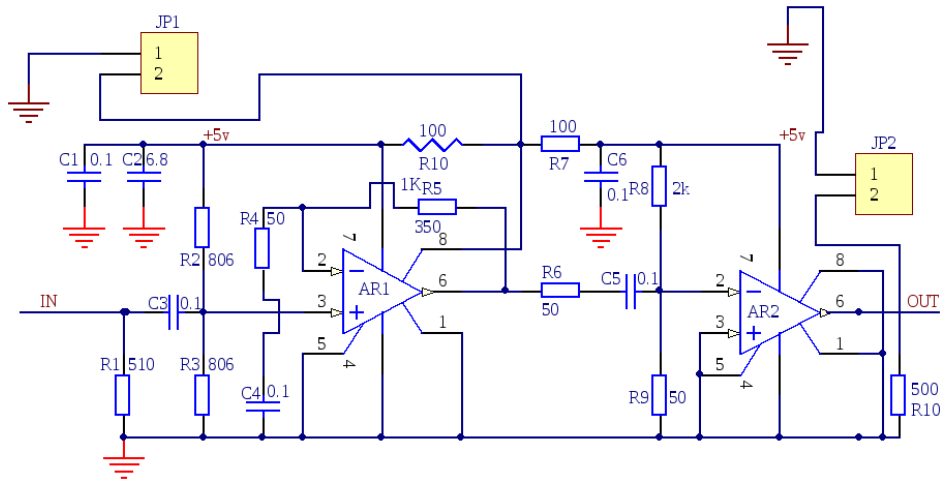 JP1
1
2
JP2
1
2
+5v
100
R10
100
R7
+5v
C1 0.1
C2 6.8
C6
0.1
R8 2k
1K R5
350
R4 50
R2 806
7
2
3
5
4
AR1
8
6
1
IN
C3 0.1
R6
50
C5 0.1
7
2
3
5
4
AR2
8
6
1
OUT
R1 510
R3 806
C4 0.1
R9 50
500
R10